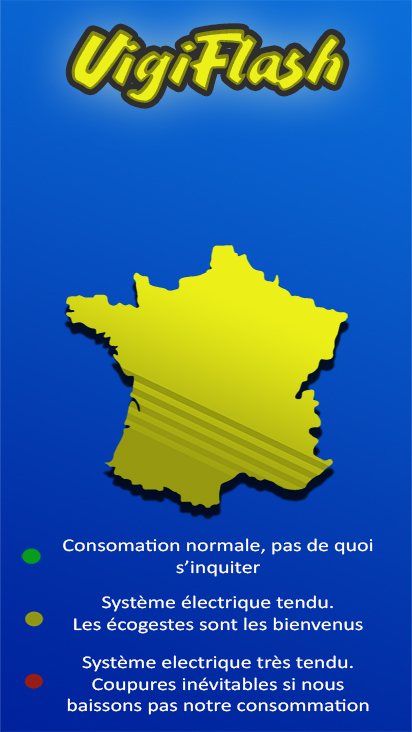 VigiFlash
Consomation normale, pas de quoi
s'inquiter
Système électrique tendu.
Les écogestes sont les bienvenus
Système electrique très tendu.
Coupures inévitables si nous
baissons pas notre consommation